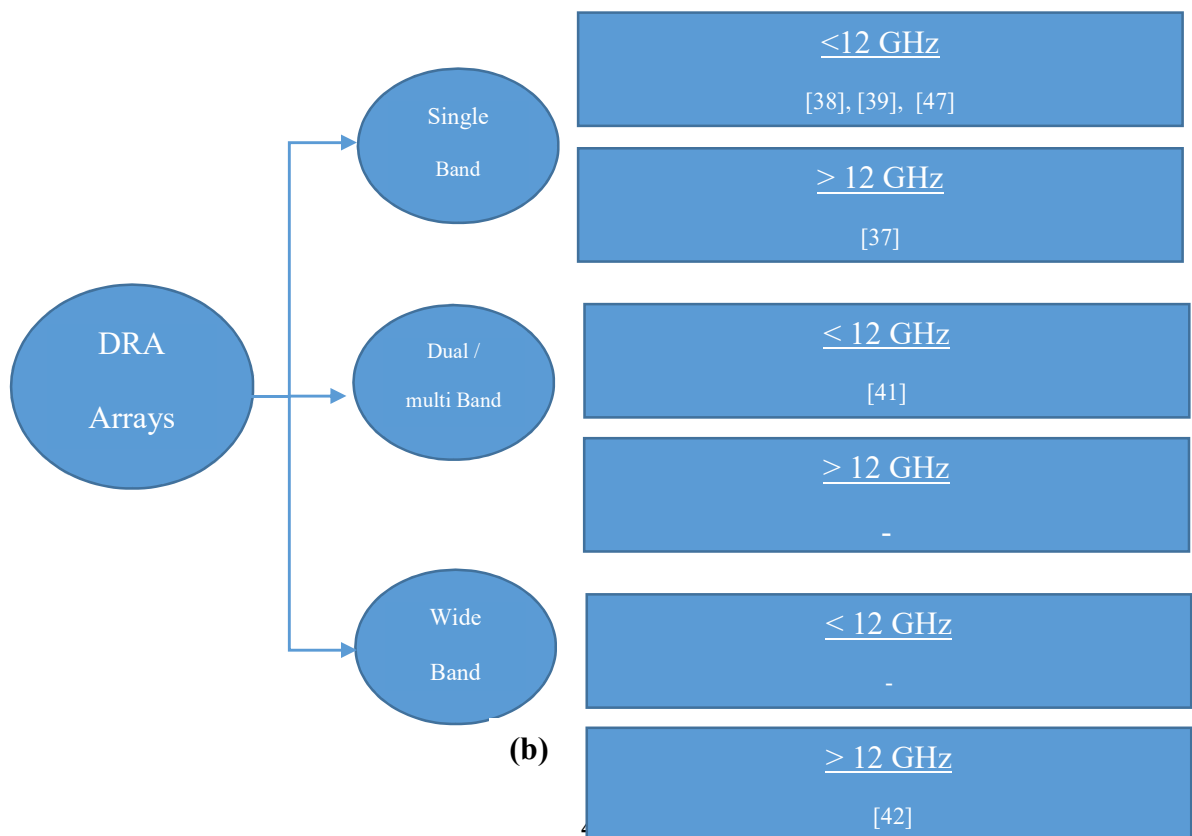 DRA
Arrays
Single
Band
<12 GHz
[38], [39], [47]
> 12 GHz
[37]
Dual /
multi Band
< 12 GHz
[41]
> 12 GHz
-
Wide
Band
< 12 GHz
-
> 12 GHz
[42]
(b)